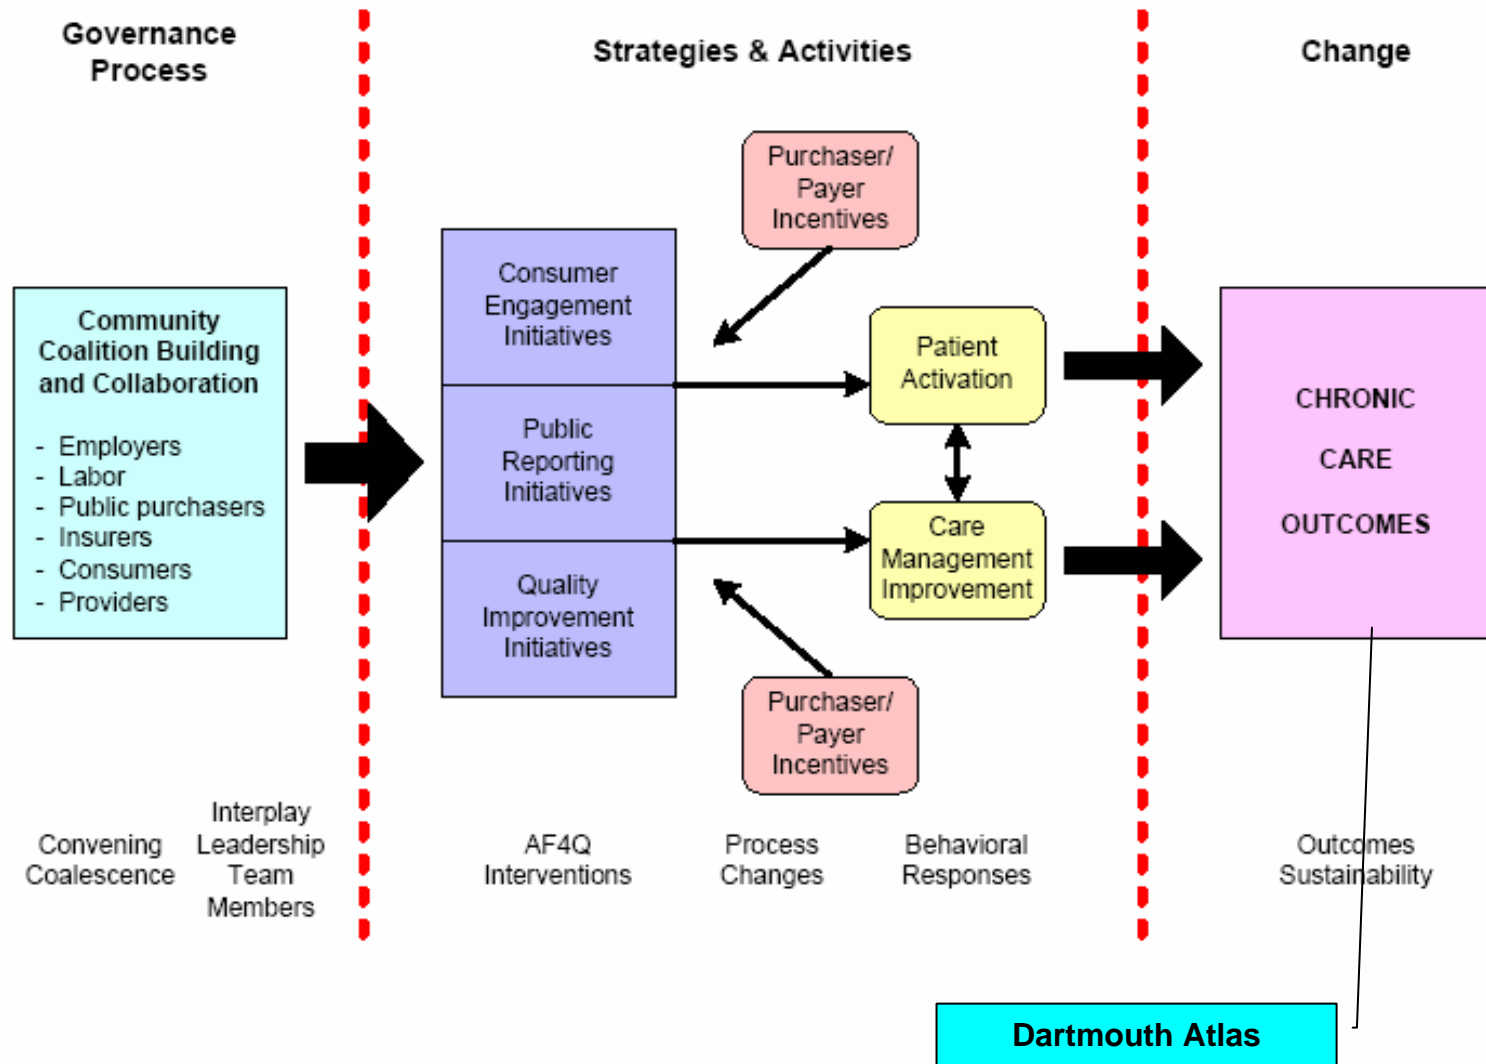 Governance
Process
Strategies & Activities
Change
Community
Coalition Building
and Collaboration
- Employers
- Labor
- Public purchasers
- Insurers
- Consumers
- Providers
Consumer
Engagement
Initiatives
Public
Reporting
Initiatives
Quality
Improvement
Initiatives
Purchaser/
Payer
Incentives
Patient
Activation
Care
Management
Improvement
Purchaser/
Payer
Incentives
CHRONIC
CARE
OUTCOMES
Convening
Coalescence
Interplay
Leadership
Team
Members
AF4Q
Interventions
Process
Changes
Behavioral
Responses
Outcomes
Sustainability
Dartmouth Atlas